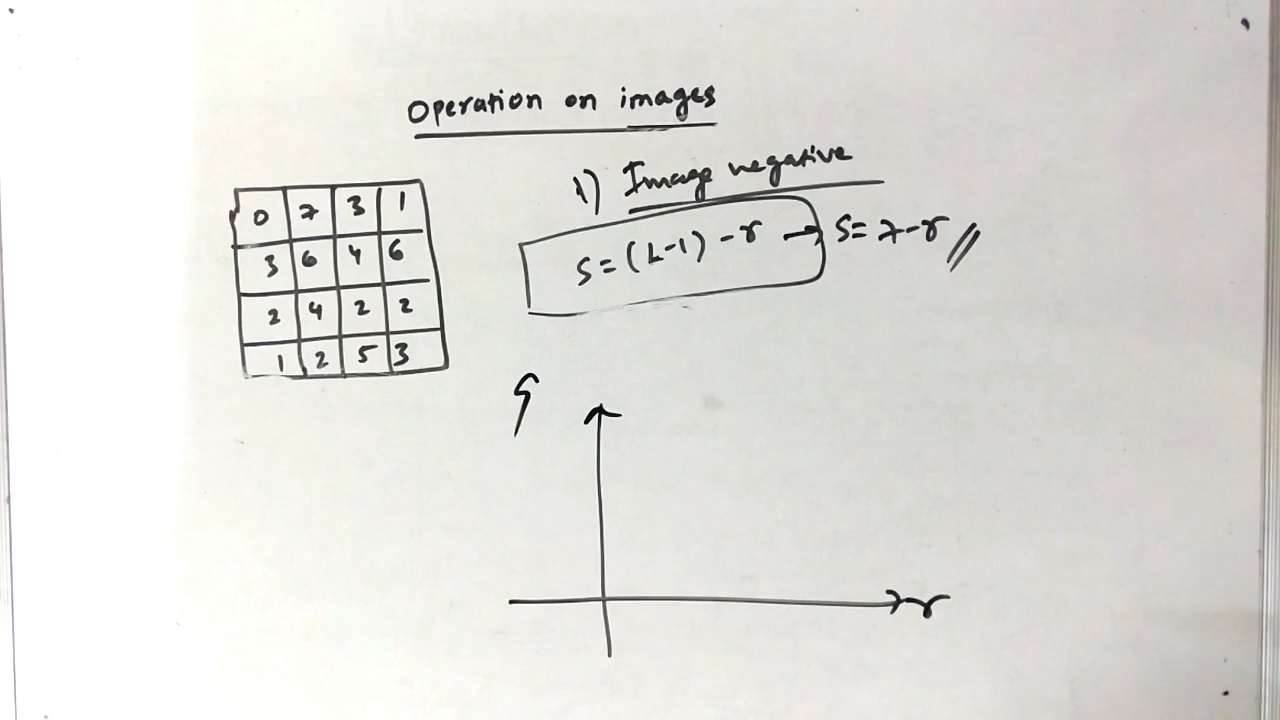 Operation on images
1) Image negative
0 7 3 1
3 6 4 6
2 4 2 2
1 2 5 3
S = (L-1) - r → S = 7-r //
S
r